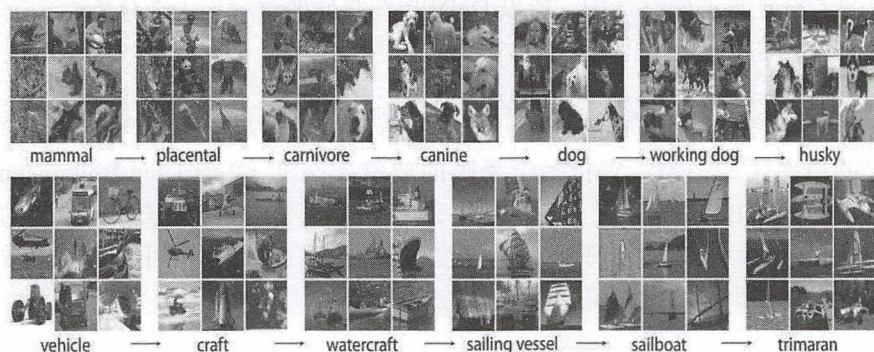 mammal → placental → carnivore → canine → dog → working dog → husky
vehicle → craft → watercraft → sailing vessel → sailboat → trimaran